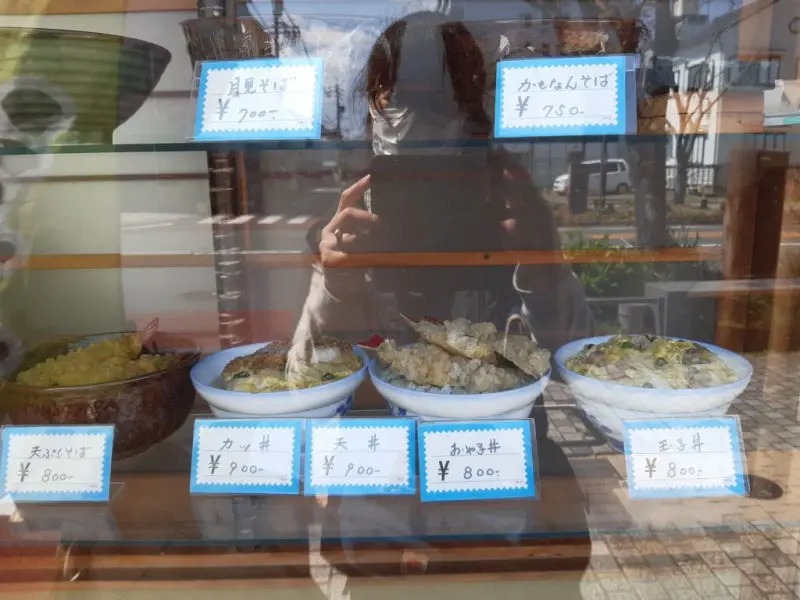 月見そば
¥700-
かもなんそば
¥750-
天ぷらそば
¥800-
カツ丼
¥900-
天丼
¥900-
おやこ丼
¥800-
玉子丼
¥800-